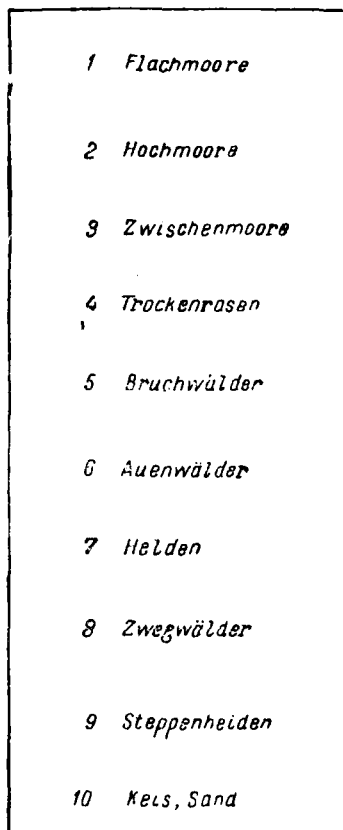 1 Flachmoore
2 Hochmoore
3 Zwischenmoore
4 Trockenrasen
5 Bruchwälder
6 Auenwälder
7 Helden
8 Zwegwälder
9 Steppenheiden
10 Keis, Sand